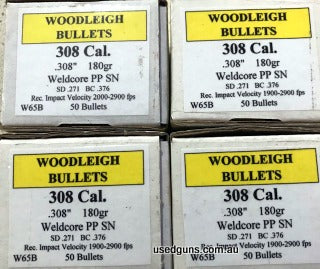 WOODLEIGH
BULLETS
308 Cal.
.308" 180gr
Weldcore PP SN
SD .271 BC .376
Rec. Impact Velocity 2000-2900 fps
W65B 50 Bullets
WOODLEIGH
BULLETS
308 Cal.
.308" 180gr
Weldcore PP SN
SD .271 BC .376
Rec. Impact Velocity 1900-2900 fps
W65B 50 Bullets
WOODLEIGH
BULLETS
308 Cal.
.308" 180gr
Weldcore PP SN
SD .271 BC .376
Rec. Impact Velocity 1900-2900 fps
W65B 50 Bullets
WOODLEIGH
BULLETS
308 Cal.
.308" 180gr
Weldcore PP SN
SD .271 BC .376
Rec. Impact Velocity 1900-2900 fps
W65B 50 Bullets
usedguns.com.au